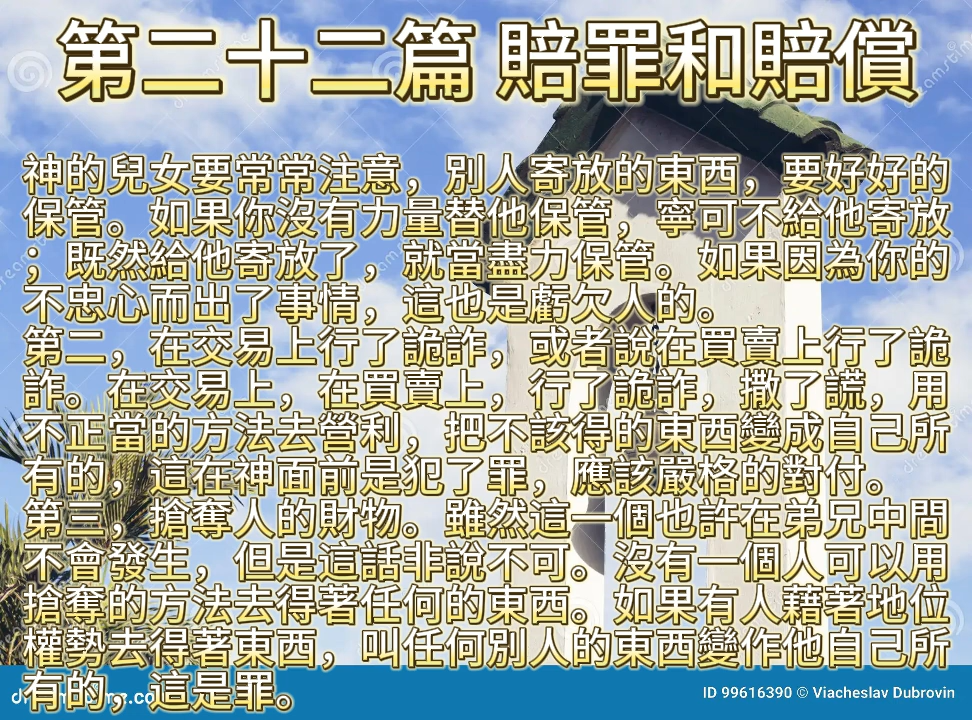 第二十二篇 賠罪和賠償
神的兒女要常常注意，別人寄放的東西，要好好的
保管。如果你沒有力量替他保管，寧可不給他寄放
；既然給他寄放了，就當盡力保管。如果因為你的
不忠心而出了事情，這也是虧欠人的。
第二，在交易上行了詭詐，或者說在買賣上行了詭
詐。在交易上，在買賣上，行了詭詐，撒了謊，用
不正當的方法去營利，把不該得的東西變成自己所
有的，這在神面前是犯了罪，應該嚴格的對付。
第三，搶奪人的財物。雖然這一個也許在弟兄中間
不會發生，但是這話非說不可。沒有一個人可以用
搶奪的方法去得著任何的東西。如果有人藉著地位
權勢去得著東西，叫任何別人的東西變作他自己所
有的，這是罪。
ID 99616390 © Viacheslav Dubrovin